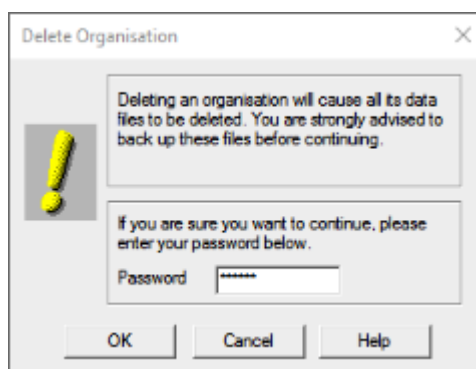 Delete Organisation
Deleting an organisation will cause all its data
files to be deleted. You are strongly advised to
back up these files before continuing.
If you are sure you want to continue, please
enter your password below.
Password ******
OK Cancel Help